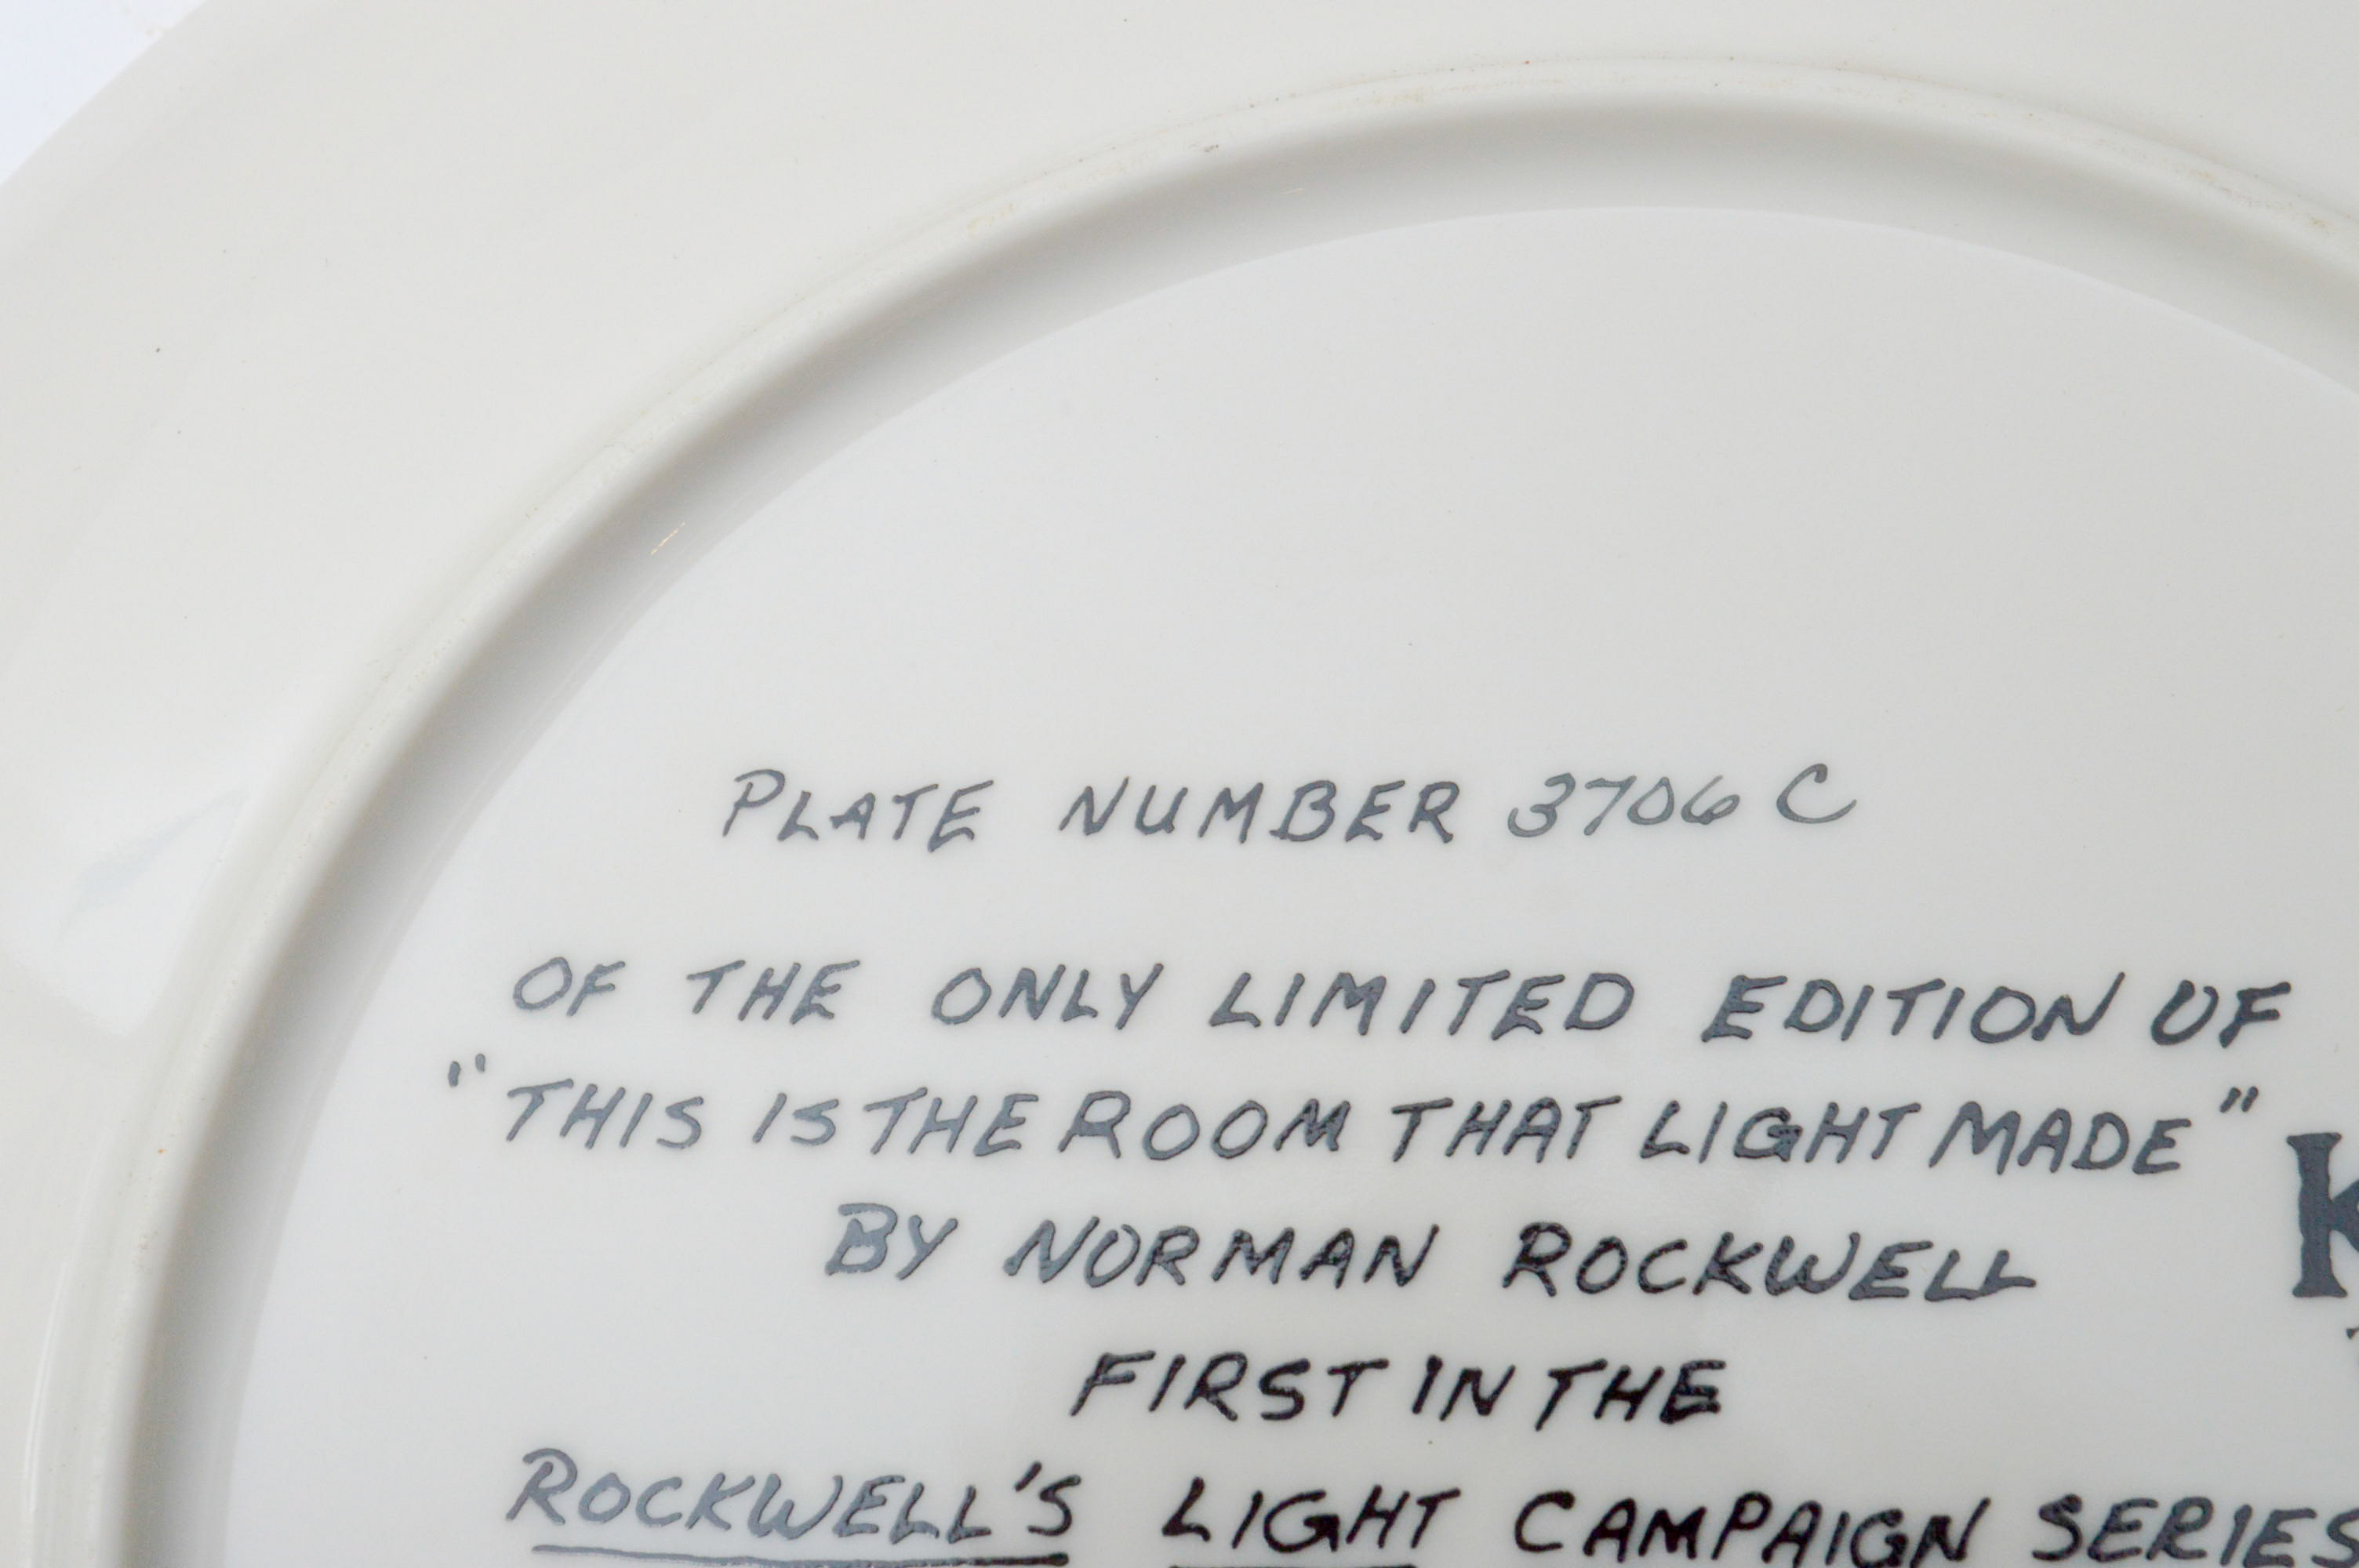 PLATE NUMBER 3706 C
OF THE ONLY LIMITED EDITION OF
"THIS IS THE ROOM THAT LIGHT MADE"
K
BY NORMAN ROCKWELL
FIRST IN THE
ROCKWELL'S LIGHT CAMPAIGN SERIES